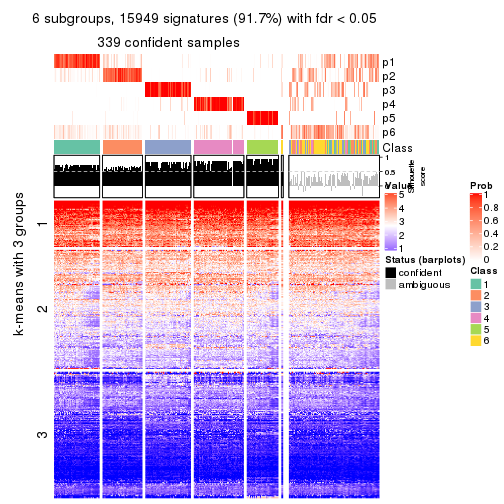 6 subgroups, 15949 signatures (91.7%) with fdr < 0.05
339 confident samples
p1
p2
p3
p4
p5
p6
Class
1
0.5
0
Silhouette
score
k-means with 3 groups
1
2
3
Value
5
4
3
2
1
Status (barplots)
confident
ambiguous
Prob
1
0.8
0.6
0.4
0.2
0
Class
1
2
3
4
5
6